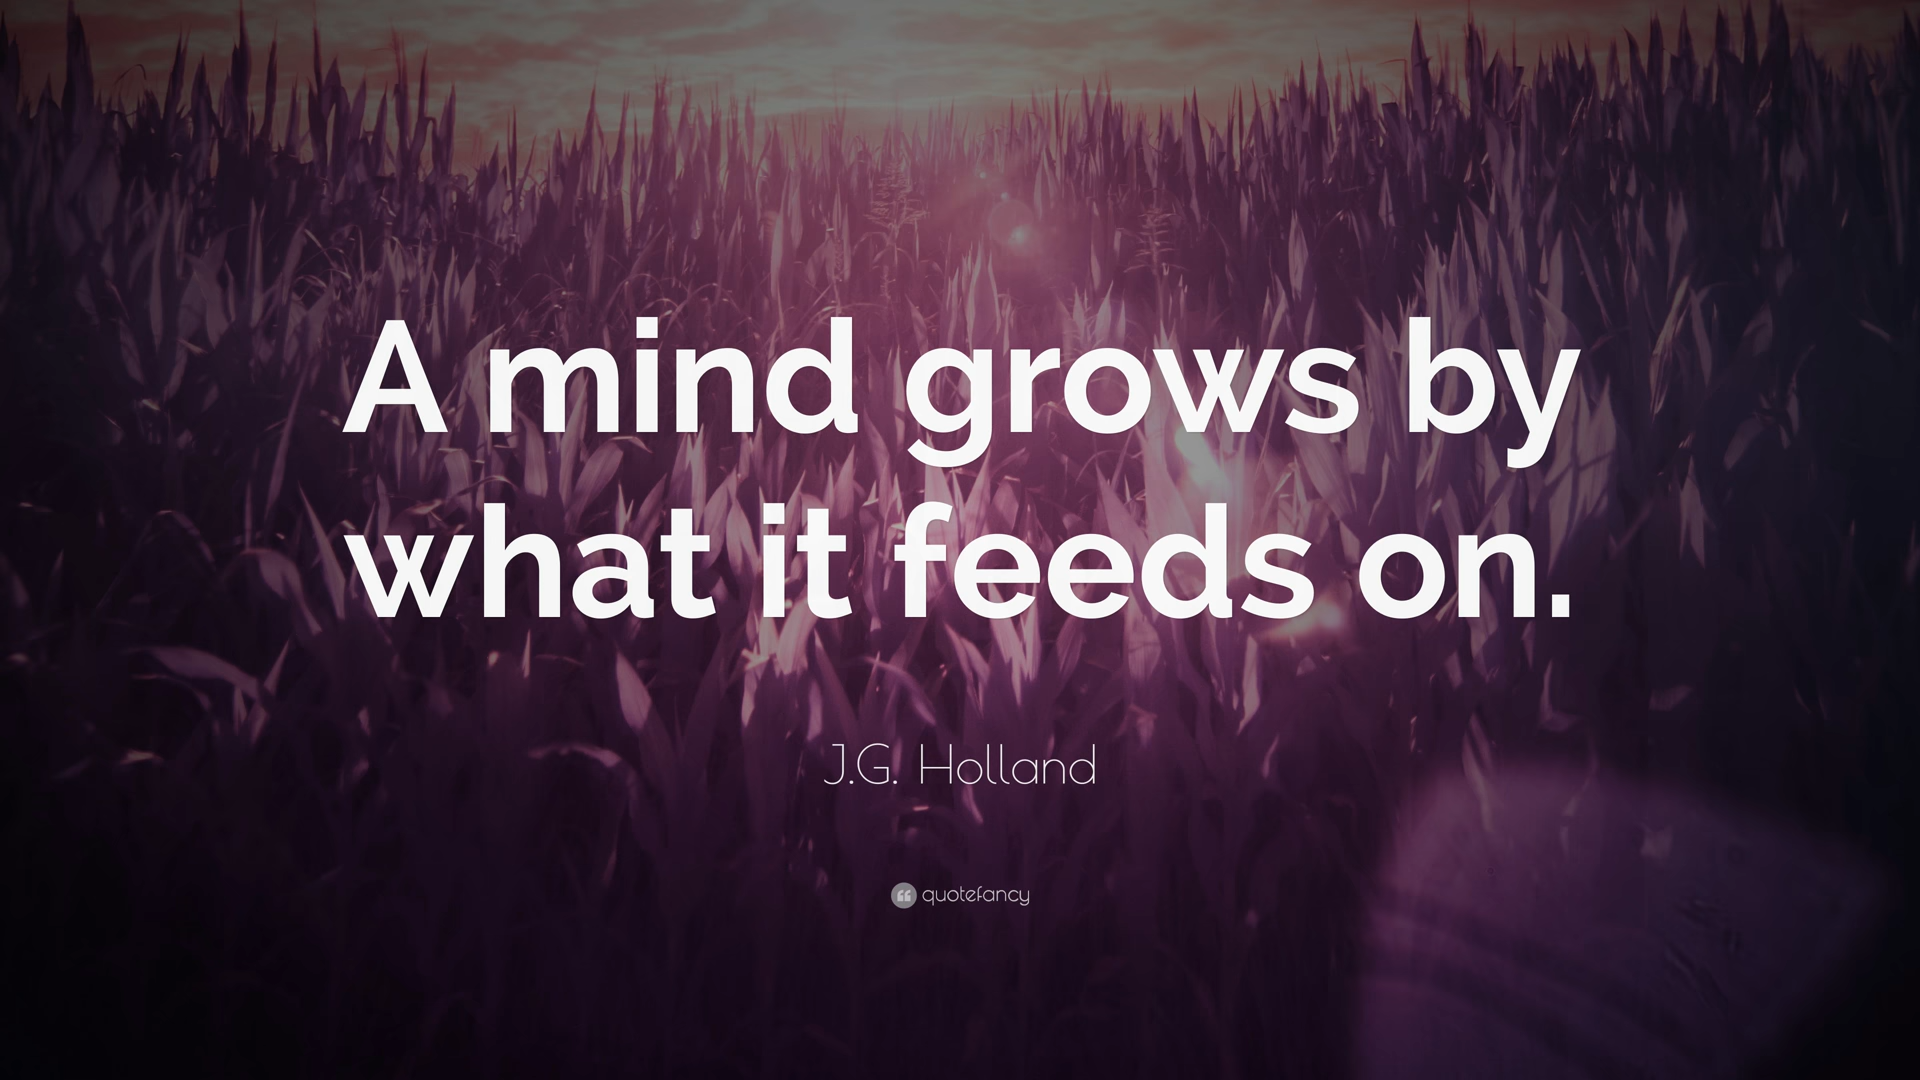 A mind grows by
what it feeds on.
J.G. Holland
quotefancy